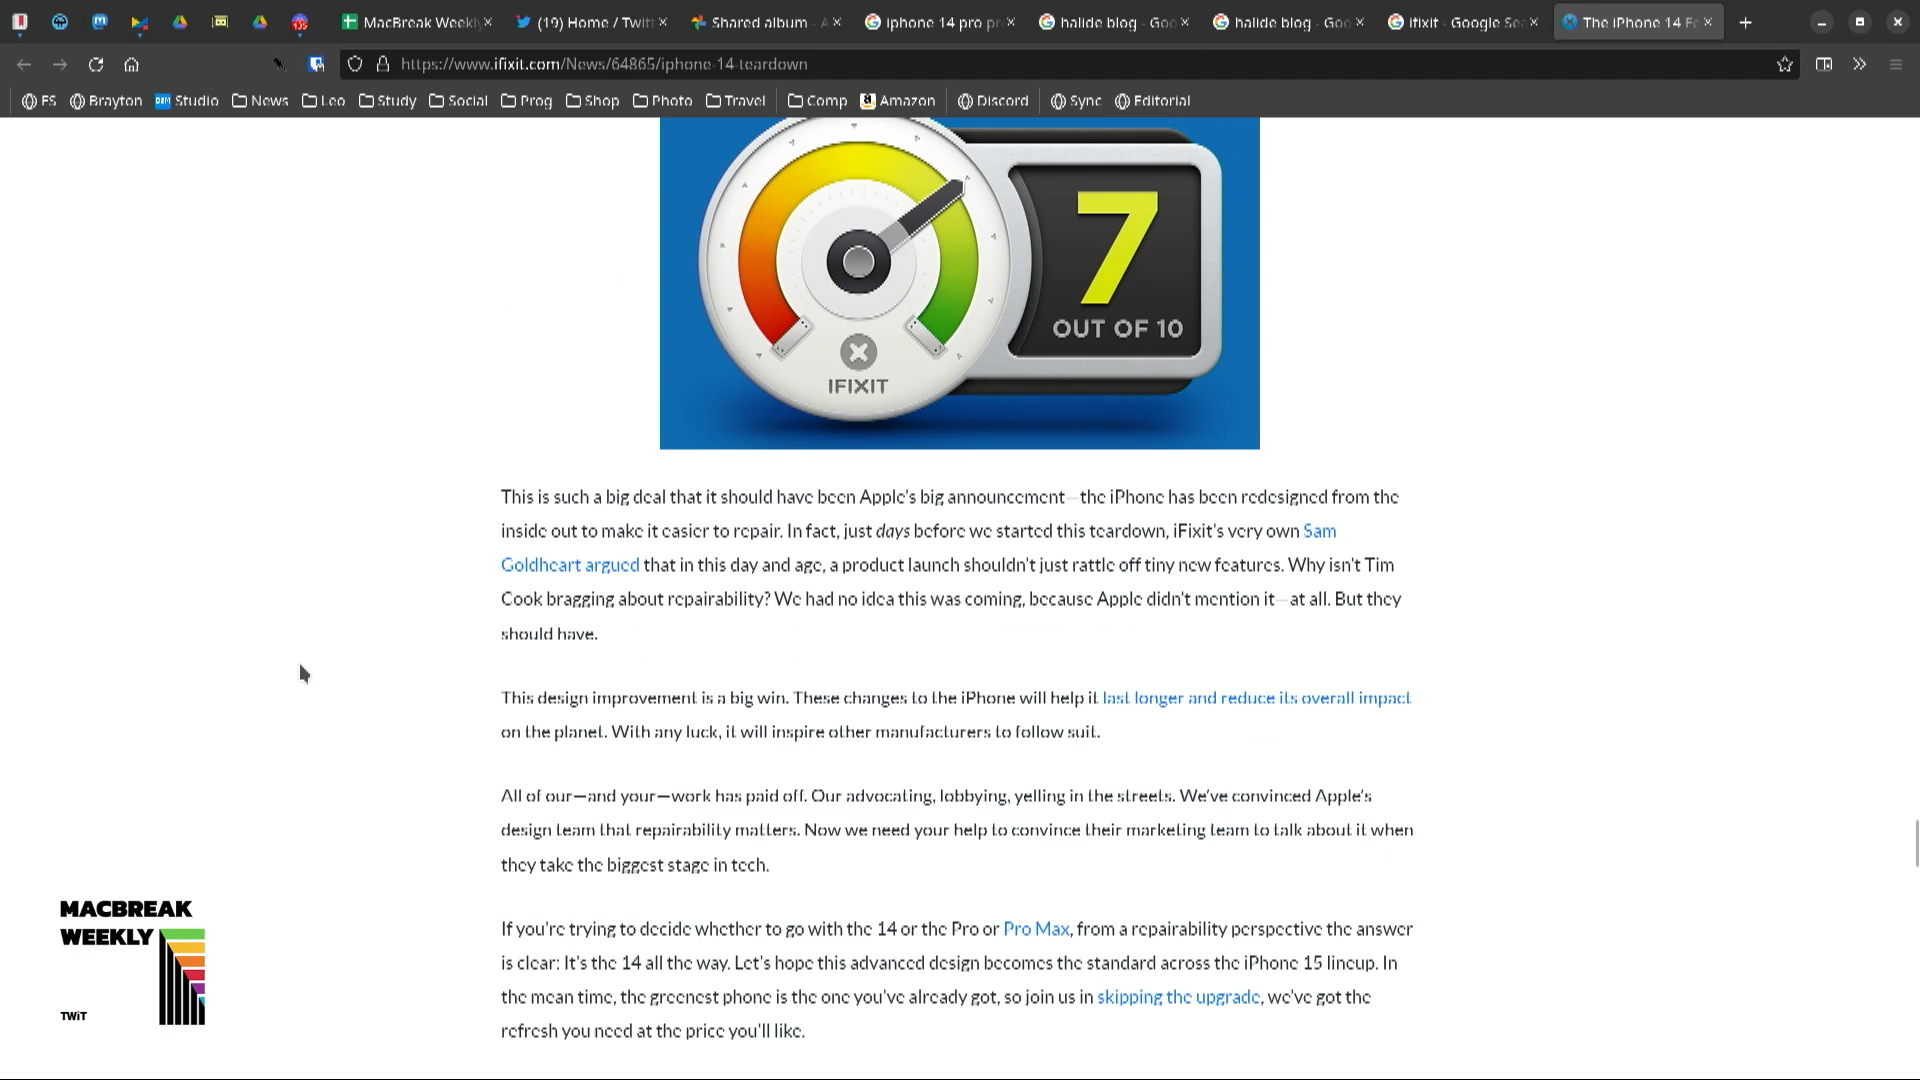 MacBreak Weekly
(19) Home / Twitt
Shared album - A
iphone 14 pro pr
halide blog - Goo
halide blog - Goo
ifixit - Google Sea
The iPhone 14 Fe
https://www.ifixit.com/News/64865/iphone-14-teardown
FS Brayton Studio News Leo Study Social Prog Shop Photo Travel Comp Amazon Discord Sync Editorial
7
OUT OF 10
IFIXIT
This is such a big deal that it should have been Apple's big announcement—the iPhone has been redesigned from the
inside out to make it easier to repair. In fact, just days before we started this teardown, iFixit's very own Sam
Goldheart argued that in this day and age, a product launch shouldn't just rattle off tiny new features. Why isn't Tim
Cook bragging about repairability? We had no idea this was coming, because Apple didn't mention it—at all. But they
should have.
This design improvement is a big win. These changes to the iPhone will help it last longer and reduce its overall impact
on the planet. With any luck, it will inspire other manufacturers to follow suit.
All of our—and your—work has paid off. Our advocating, lobbying, yelling in the streets. We've convinced Apple's
design team that repairability matters. Now we need your help to convince their marketing team to talk about it when
they take the biggest stage in tech.
If you're trying to decide whether to go with the 14 or the Pro or Pro Max, from a repairability perspective the answer
is clear: It's the 14 all the way. Let's hope this advanced design becomes the standard across the iPhone 15 lineup. In
the mean time, the greenest phone is the one you've already got, so join us in skipping the upgrade, we've got the
refresh you need at the price you'll like.
MACBREAK
WEEKLY
TWiT